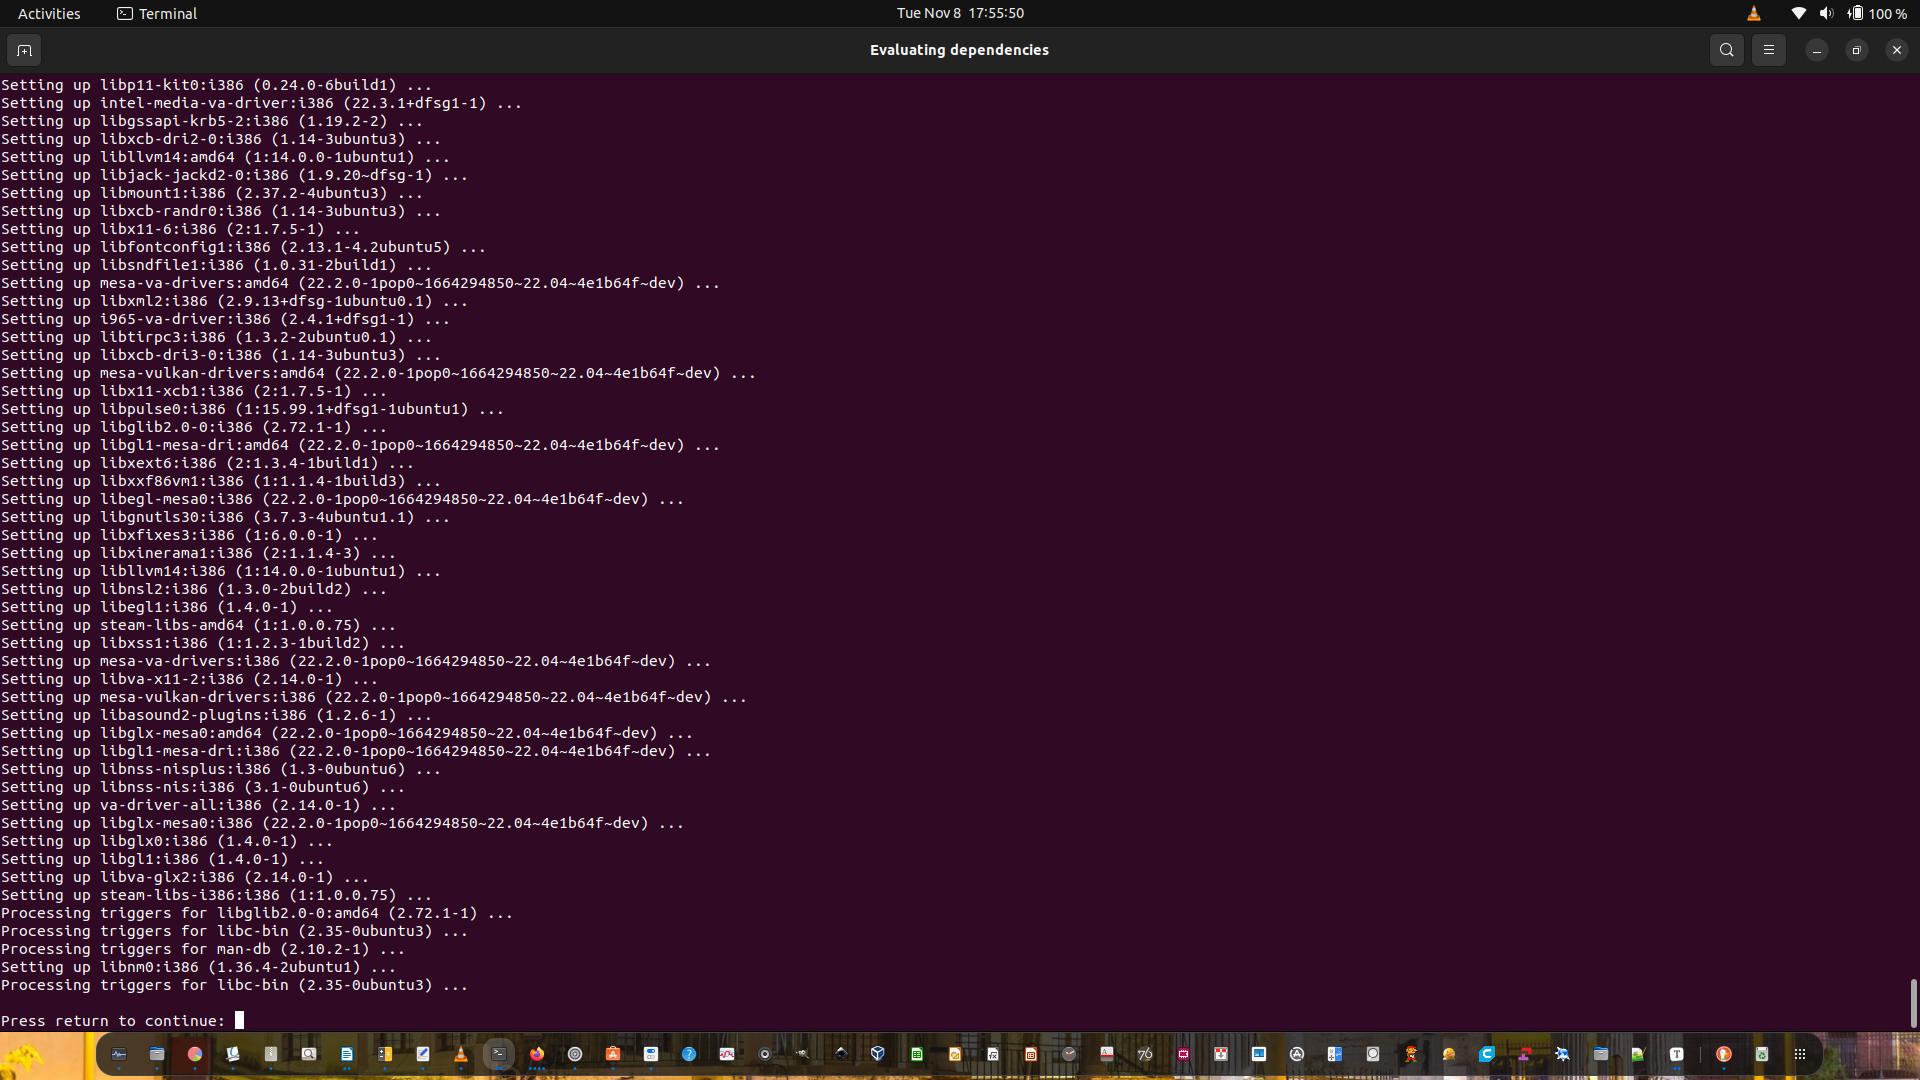 Activities
Terminal
Tue Nov 8 17:55:50
100 %
Evaluating dependencies
Setting up libp11-kit0:i386 (0.24.0-6build1) ...
Setting up intel-media-va-driver:i386 (22.3.1+dfsg1-1) ...
Setting up libgssapi-krb5-2:i386 (1.19.2-2) ...
Setting up libxcb-dri2-0:i386 (1.14-3ubuntu3) ...
Setting up libllvm14:amd64 (1:14.0.0-1ubuntu1) ...
Setting up libjack-jackd2-0:i386 (1.9.20~dfsg-1) ...
Setting up libmount1:i386 (2.37.2-4ubuntu3) ...
Setting up libxcb-randr0:i386 (1.14-3ubuntu3) ...
Setting up libx11-6:i386 (2:1.7.5-1) ...
Setting up libfontconfig1:i386 (2.13.1-4.2ubuntu5) ...
Setting up libsndfile1:i386 (1.0.31-2build1) ...
Setting up mesa-va-drivers:amd64 (22.2.0-1pop0~1664294850~22.04~4e1b64f~dev) ...
Setting up libxml2:i386 (2.9.13+dfsg-1ubuntu0.1) ...
Setting up i965-va-driver:i386 (2.4.1+dfsg1-1) ...
Setting up libtirpc3:i386 (1.3.2-2ubuntu0.1) ...
Setting up libxcb-dri3-0:i386 (1.14-3ubuntu3) ...
Setting up mesa-vulkan-drivers:amd64 (22.2.0-1pop0~1664294850~22.04~4e1b64f~dev) ...
Setting up libx11-xcb1:i386 (2:1.7.5-1) ...
Setting up libpulse0:i386 (1:15.99.1+dfsg1-1ubuntu1) ...
Setting up libglib2.0-0:i386 (2.72.1-1) ...
Setting up libgl1-mesa-dri:amd64 (22.2.0-1pop0~1664294850~22.04~4e1b64f~dev) ...
Setting up libxext6:i386 (2:1.3.4-1build1) ...
Setting up libxxf86vm1:i386 (1:1.1.4-1build3) ...
Setting up libegl-mesa0:i386 (22.2.0-1pop0~1664294850~22.04~4e1b64f~dev) ...
Setting up libgnutls30:i386 (3.7.3-4ubuntu1.1) ...
Setting up libxfixes3:i386 (1:6.0.0-1) ...
Setting up libxinerama1:i386 (2:1.1.4-3) ...
Setting up libllvm14:i386 (1:14.0.0-1ubuntu1) ...
Setting up libnsl2:i386 (1.3.0-2build2) ...
Setting up libegl1:i386 (1.4.0-1) ...
Setting up steam-libs-amd64 (1:1.0.0.75) ...
Setting up libxss1:i386 (1:1.2.3-1build2) ...
Setting up mesa-va-drivers:i386 (22.2.0-1pop0~1664294850~22.04~4e1b64f~dev) ...
Setting up libva-x11-2:i386 (2.14.0-1) ...
Setting up mesa-vulkan-drivers:i386 (22.2.0-1pop0~1664294850~22.04~4e1b64f~dev) ...
Setting up libasound2-plugins:i386 (1.2.6-1) ...
Setting up libglx-mesa0:amd64 (22.2.0-1pop0~1664294850~22.04~4e1b64f~dev) ...
Setting up libgl1-mesa-dri:i386 (22.2.0-1pop0~1664294850~22.04~4e1b64f~dev) ...
Setting up libnss-nisplus:i386 (1.3-0ubuntu6) ...
Setting up libnss-nis:i386 (3.1-0ubuntu6) ...
Setting up va-driver-all:i386 (2.14.0-1) ...
Setting up libglx-mesa0:i386 (22.2.0-1pop0~1664294850~22.04~4e1b64f~dev) ...
Setting up libglx0:i386 (1.4.0-1) ...
Setting up libgl1:i386 (1.4.0-1) ...
Setting up libva-glx2:i386 (2.14.0-1) ...
Setting up steam-libs-i386:i386 (1:1.0.0.75) ...
Processing triggers for libglib2.0-0:amd64 (2.72.1-1) ...
Processing triggers for libc-bin (2.35-0ubuntu3) ...
Processing triggers for man-db (2.10.2-1) ...
Setting up libnm0:i386 (1.36.4-2ubuntu1) ...
Processing triggers for libc-bin (2.35-0ubuntu3) ...
Press return to continue: